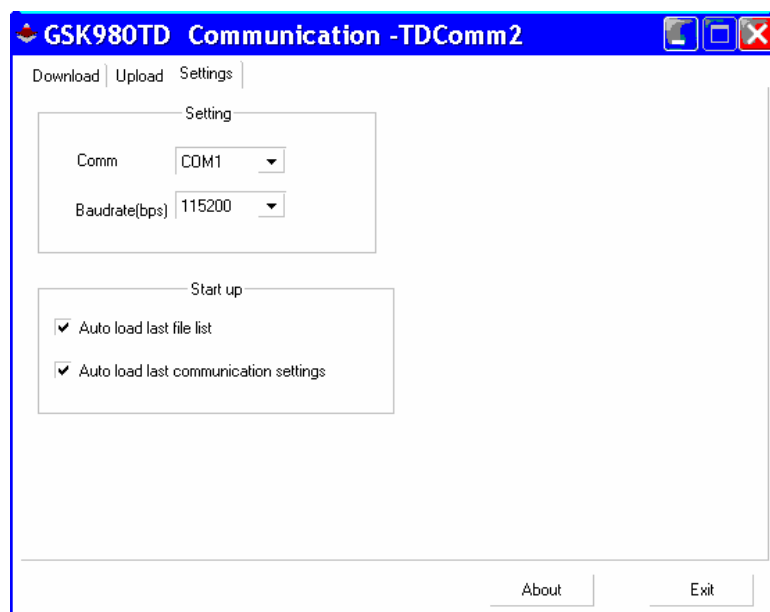 GSK980TD Communication -TDComm2
Download Upload Settings
Setting
Comm COM1
Baudrate(bps) 115200
Start up
Auto load last file list
Auto load last communication settings
About Exit